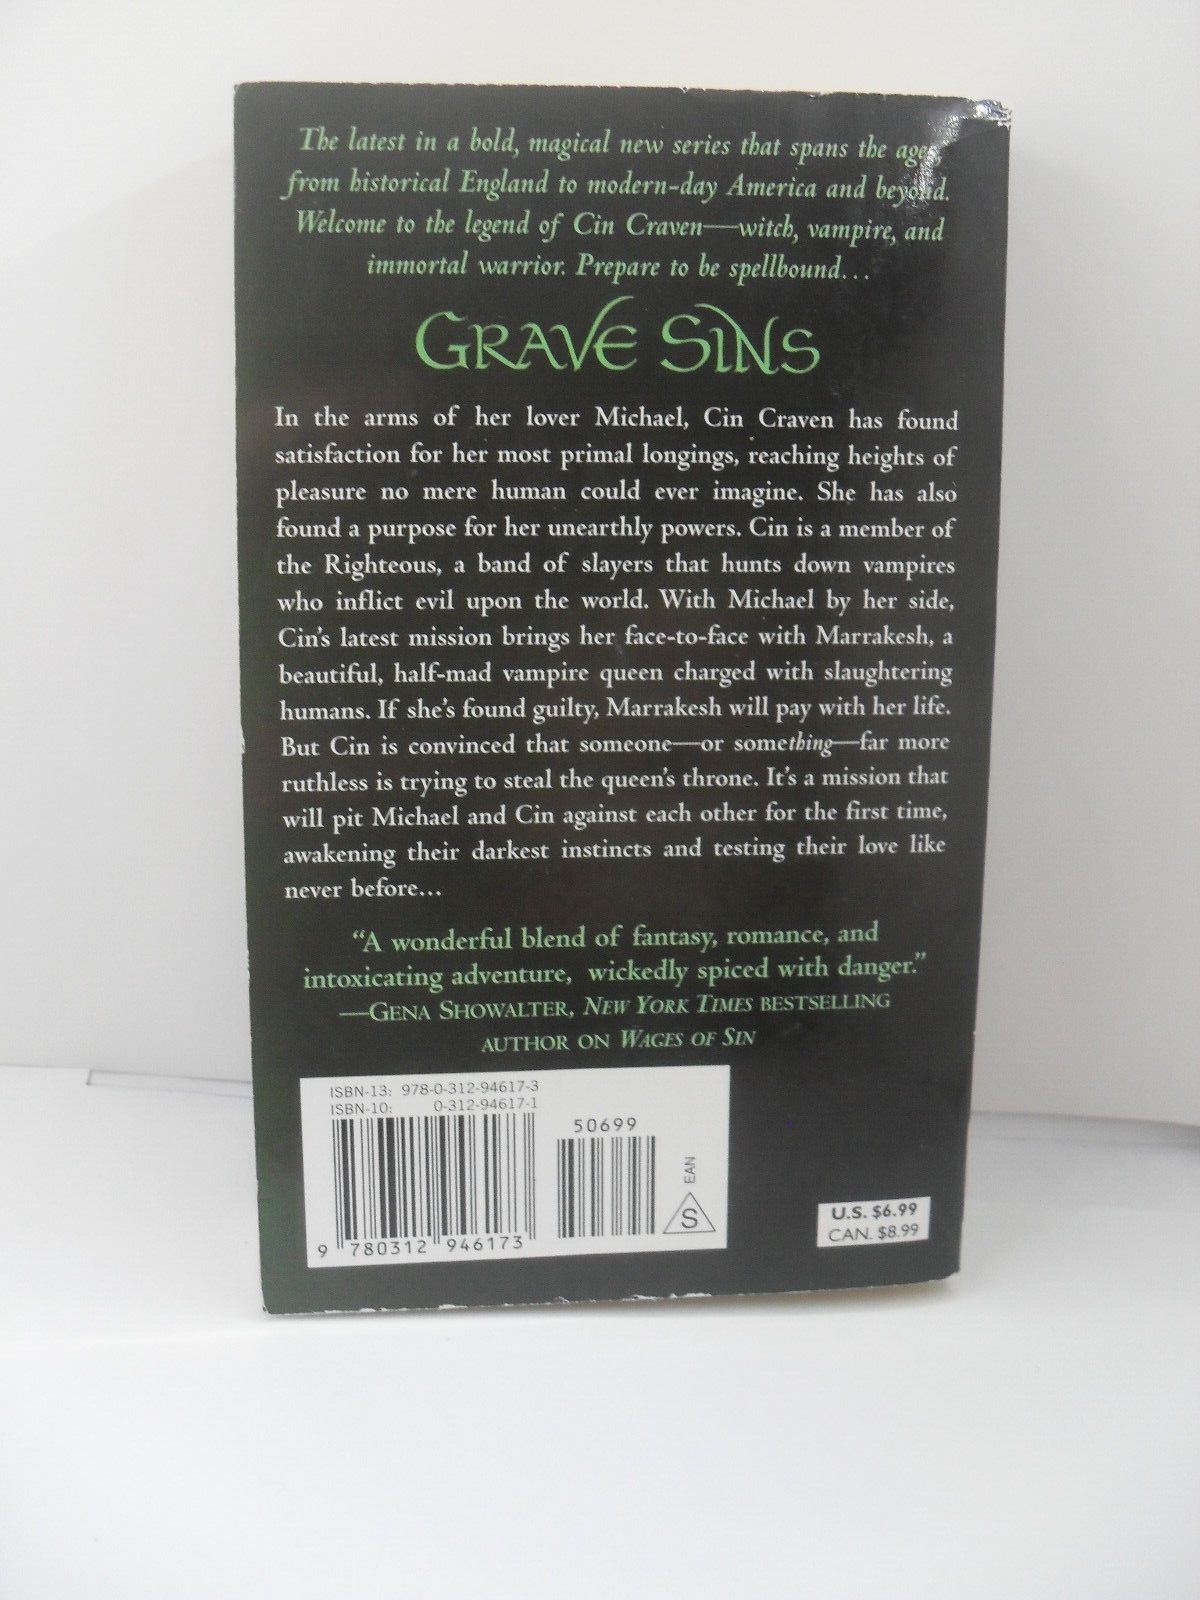 The latest in a bold, magical new series that spans the ages,
from historical England to modern-day America and beyond.
Welcome to the legend of Cin Craven—witch, vampire, and
immortal warrior. Prepare to be spellbound...
GRAVE SINS
In the arms of her lover Michael, Cin Craven has found
satisfaction for her most primal longings, reaching heights of
pleasure no mere human could ever imagine. She has also
found a purpose for her unearthly powers. Cin is a member of
the Righteous, a band of slayers that hunts down vampires
who inflict evil upon the world. With Michael by her side,
Cin's latest mission brings her face-to-face with Marrakesh, a
beautiful, half-mad vampire queen charged with slaughtering
humans. If she's found guilty, Marrakesh will pay with her life.
But Cin is convinced that someone—or something—far more
ruthless is trying to steal the queen's throne. It's a mission that
will pit Michael and Cin against each other for the first time,
awakening their darkest instincts and testing their love like
never before...
“A wonderful blend of fantasy, romance, and
intoxicating adventure, wickedly spiced with danger.”
—GENA SHOWALTER, NEW YORK TIMES BESTSELLING
AUTHOR ON WAGES OF SIN
ISBN-13: 978-0-312-94617-3
ISBN-10: 0-312-94617-1
50699
EAN
S
9 780312 946173
U.S. $6.99
CAN. $8.99